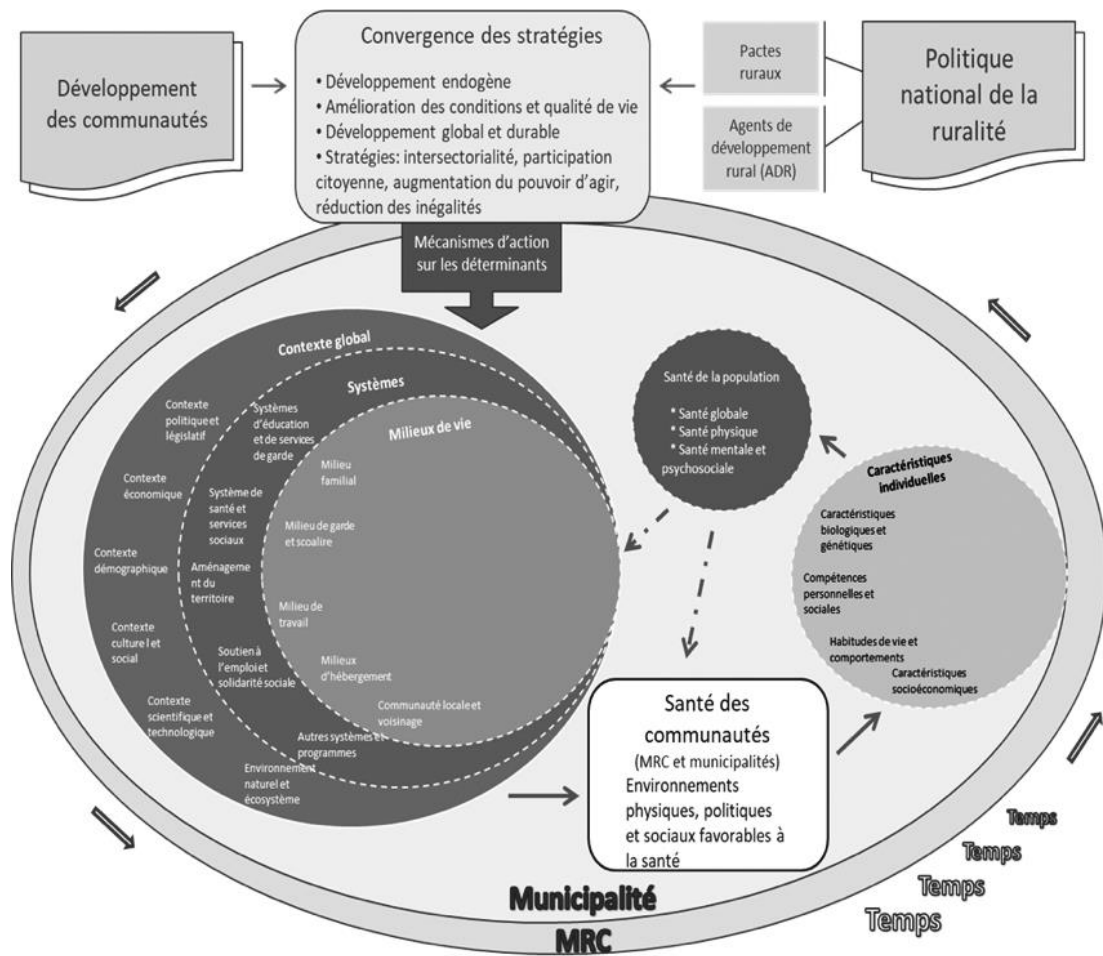 Développement
des communautés
Convergence des stratégies
• Développement endogène
• Amélioration des conditions et qualité de vie
• Développement global et durable
• Stratégies: intersectorialité, participation
citoyenne, augmentation du pouvoir d'agir,
réduction des inégalités
Pactes
ruraux
Agents de
développement
rural (ADR)
Politique
national de la
ruralité
Mécanismes d'action
sur les déterminants
Contexte global
Contexte
politique et
législatif
Contexte
économique
Contexte
démographique
Contexte
culture l et
social
Contexte
scientifique et
technologique
Environnement
naturel et
écosystème
Systèmes
Systèmes
d'éducation
et de services
de garde
Système de
santé et
services
sociaux
Aménageme
nt du
territoire
Soutien à
l'emploi et
solidarité sociale
Autres systèmes et
programmes
Milieux de vie
Milieu
familial
Milieu de garde
et scoalire
Milieu de
travail
Milieux
d'hébergement
Communauté locale et
voisinage
Santé de la population
* Santé globale
* Santé physique
* Santé mentale et
psychosociale
Caractéristiques
individuelles
Caractéristiques
biologiques et
génétiques
Compétences
personnelles et
sociales
Habitudes de vie et
comportements
Caractéristiques
socioéconomiques
Santé des
communautés
(MRC et municipalités)
Environnements
physiques, politiques
et sociaux favorables à
la santé
Temps
Temps
Temps
Temps
Municipalité
MRC